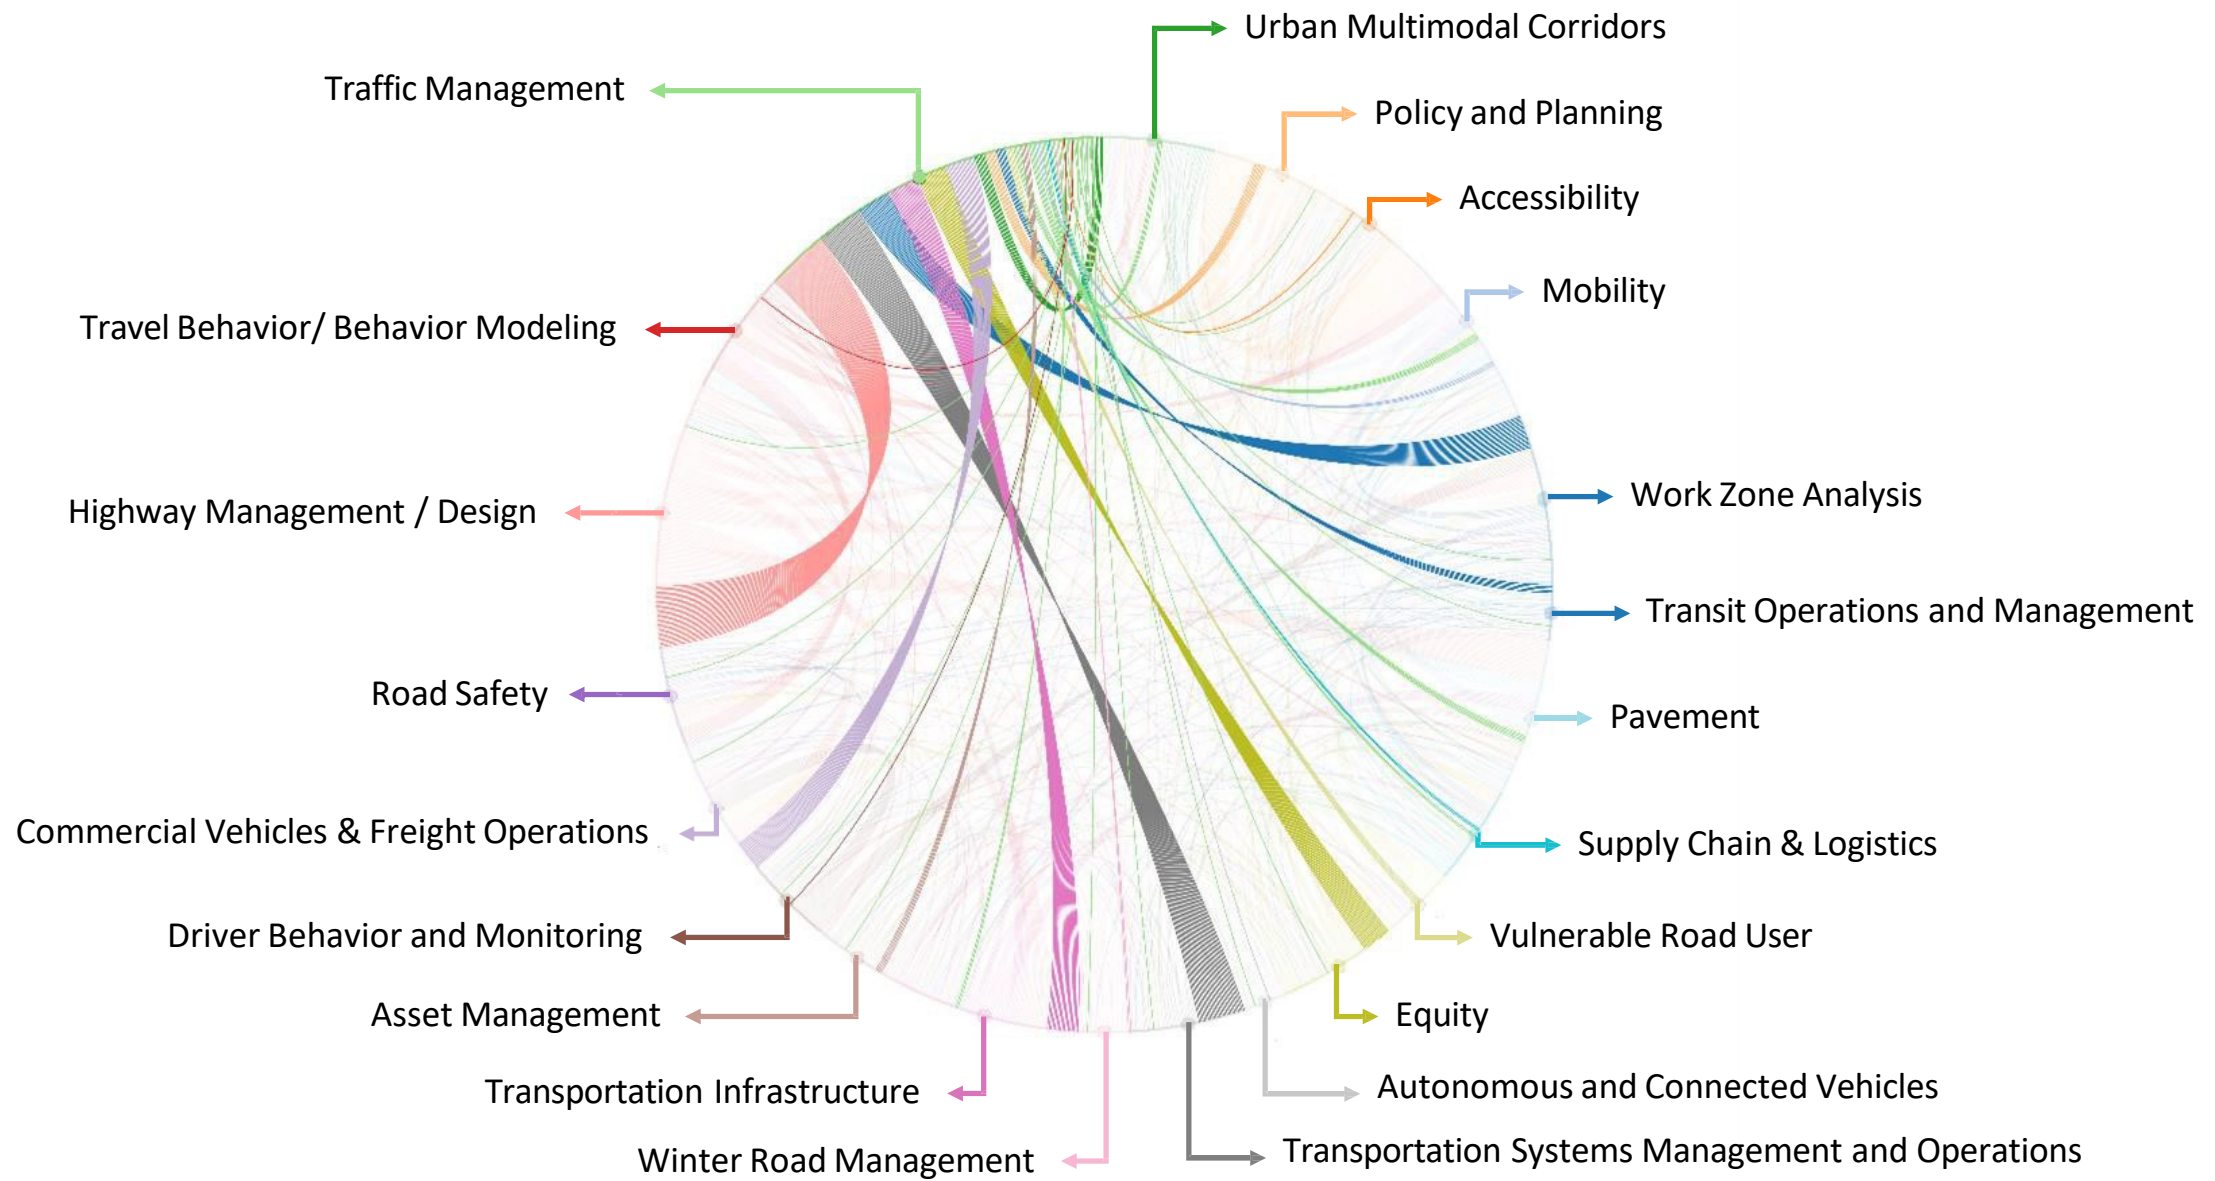 Urban Multimodal Corridors
Traffic Management
Policy and Planning
Accessibility
Mobility
Travel Behavior/ Behavior Modeling
Work Zone Analysis
Highway Management / Design
Transit Operations and Management
Road Safety
Pavement
Commercial Vehicles & Freight Operations
Supply Chain & Logistics
Driver Behavior and Monitoring
Vulnerable Road User
Asset Management
Equity
Transportation Infrastructure
Autonomous and Connected Vehicles
Winter Road Management
Transportation Systems Management and Operations